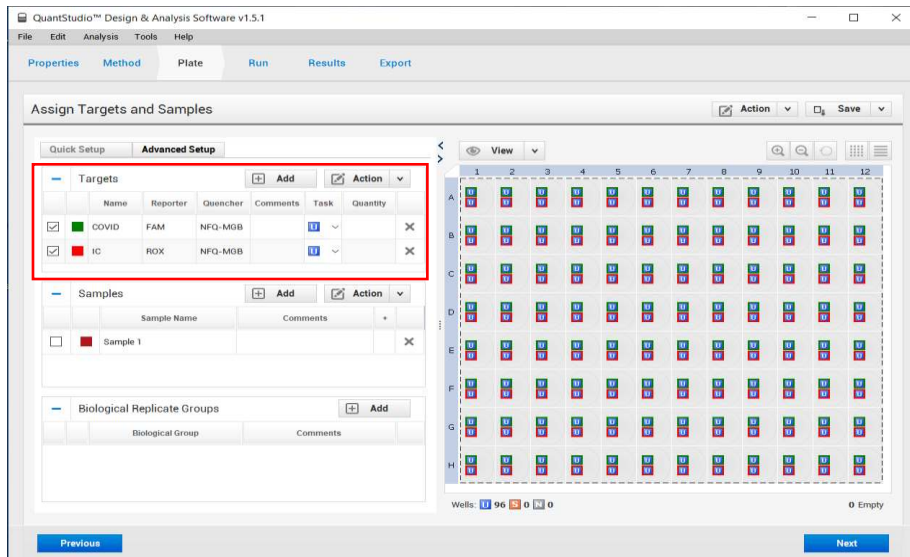 QuantStudio™ Design & Analysis Software v1.5.1
File Edit Analysis Tools Help
Properties Method Plate Run Results Export
Assign Targets and Samples
Action Save
Quick Setup Advanced Setup
View
Targets Add Action
Name Reporter Quencher Comments Task Quantity
COVID FAM NFQ-MGB U
IC ROX NFQ-MGB U
Samples Add Action
Sample Name Comments +
Sample 1
Biological Replicate Groups Add
Biological Group Comments
1 2 3 4 5 6 7 8 9 10 11 12
A U U U U U U U U U U U U
U U U U U U U U U U U U
B U U U U U U U U U U U U
U U U U U U U U U U U U
C U U U U U U U U U U U U
U U U U U U U U U U U U
D U U U U U U U U U U U U
U U U U U U U U U U U U
E U U U U U U U U U U U U
U U U U U U U U U U U U
F U U U U U U U U U U U U
U U U U U U U U U U U U
G U U U U U U U U U U U U
U U U U U U U U U U U U
H U U U U U U U U U U U U
U U U U U U U U U U U U
Wells: U 96 S 0 N 0 0 Empty
Previous Next